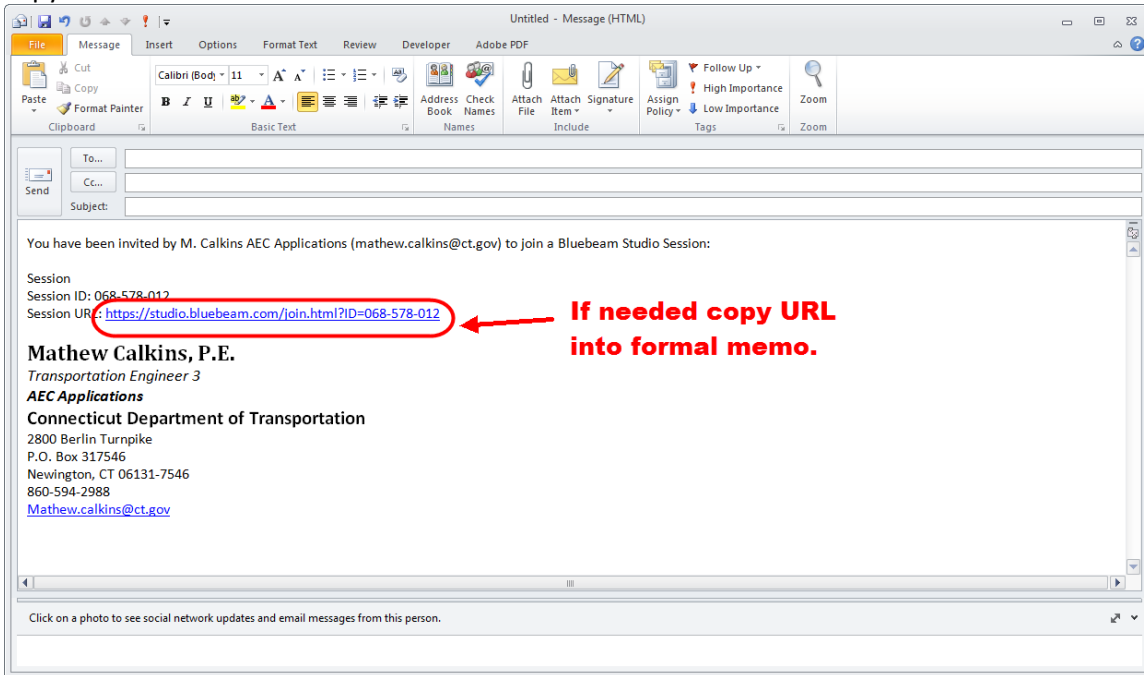 Untitled - Message (HTML)
File Message Insert Options Format Text Review Developer Adobe PDF
Paste
Cut
Copy
Format Painter
Clipboard
Calibri (Body 11
B I U
Basic Text
Address Book
Check Names
Names
Attach File
Attach Item
Signature
Include
Assign Policy
Follow Up
High Importance
Low Importance
Tags
Zoom
Zoom
Send
To...
Cc...
Subject:
You have been invited by M. Calkins AEC Applications (mathew.calkins@ct.gov) to join a Bluebeam Studio Session:
Session
Session ID: 068-578-012
Session URL: https://studio.bluebeam.com/join.html?ID=068-578-012
If needed copy URL
into formal memo.
Mathew Calkins, P.E.
Transportation Engineer 3
AEC Applications
Connecticut Department of Transportation
2800 Berlin Turnpike
P.O. Box 317546
Newington, CT 06131-7546
860-594-2988
Mathew.calkins@ct.gov
Click on a photo to see social network updates and email messages from this person.